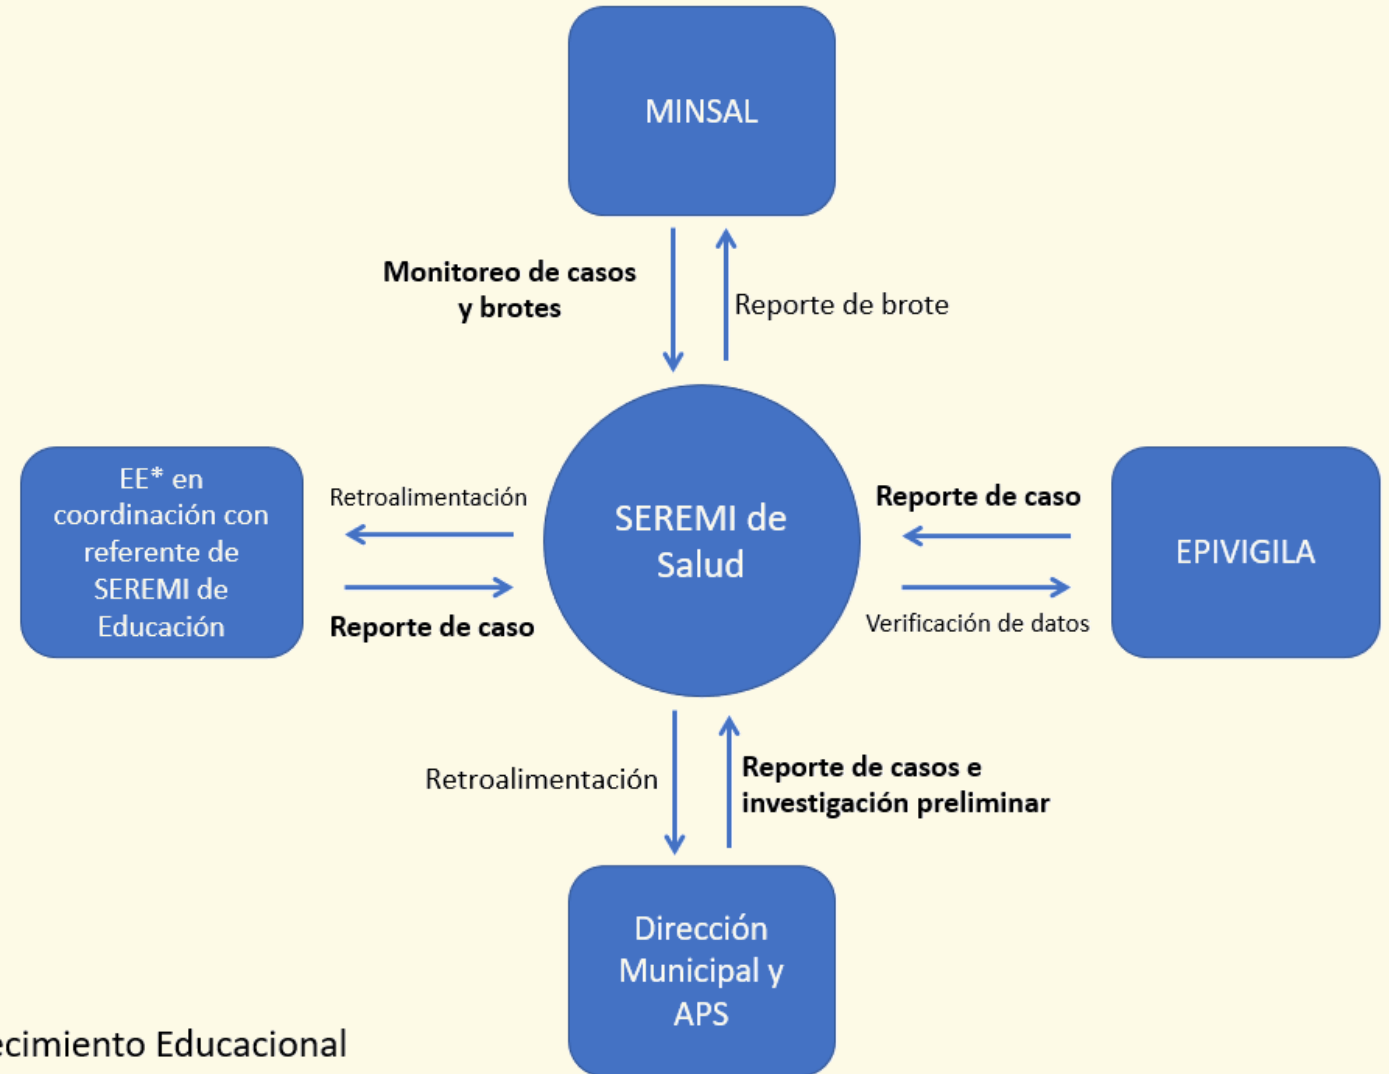 MINSAL
Monitoreo de casos
y brotes
Reporte de brote
EE* en
coordinación con
referente de
SEREMI de
Educación
Retroalimentación
Reporte de caso
SEREMI de
Salud
Reporte de caso
Verificación de datos
EPIVIGILA
Retroalimentación
Reporte de casos e
investigación preliminar
Dirección
Municipal y
APS
ecimiento Educacional